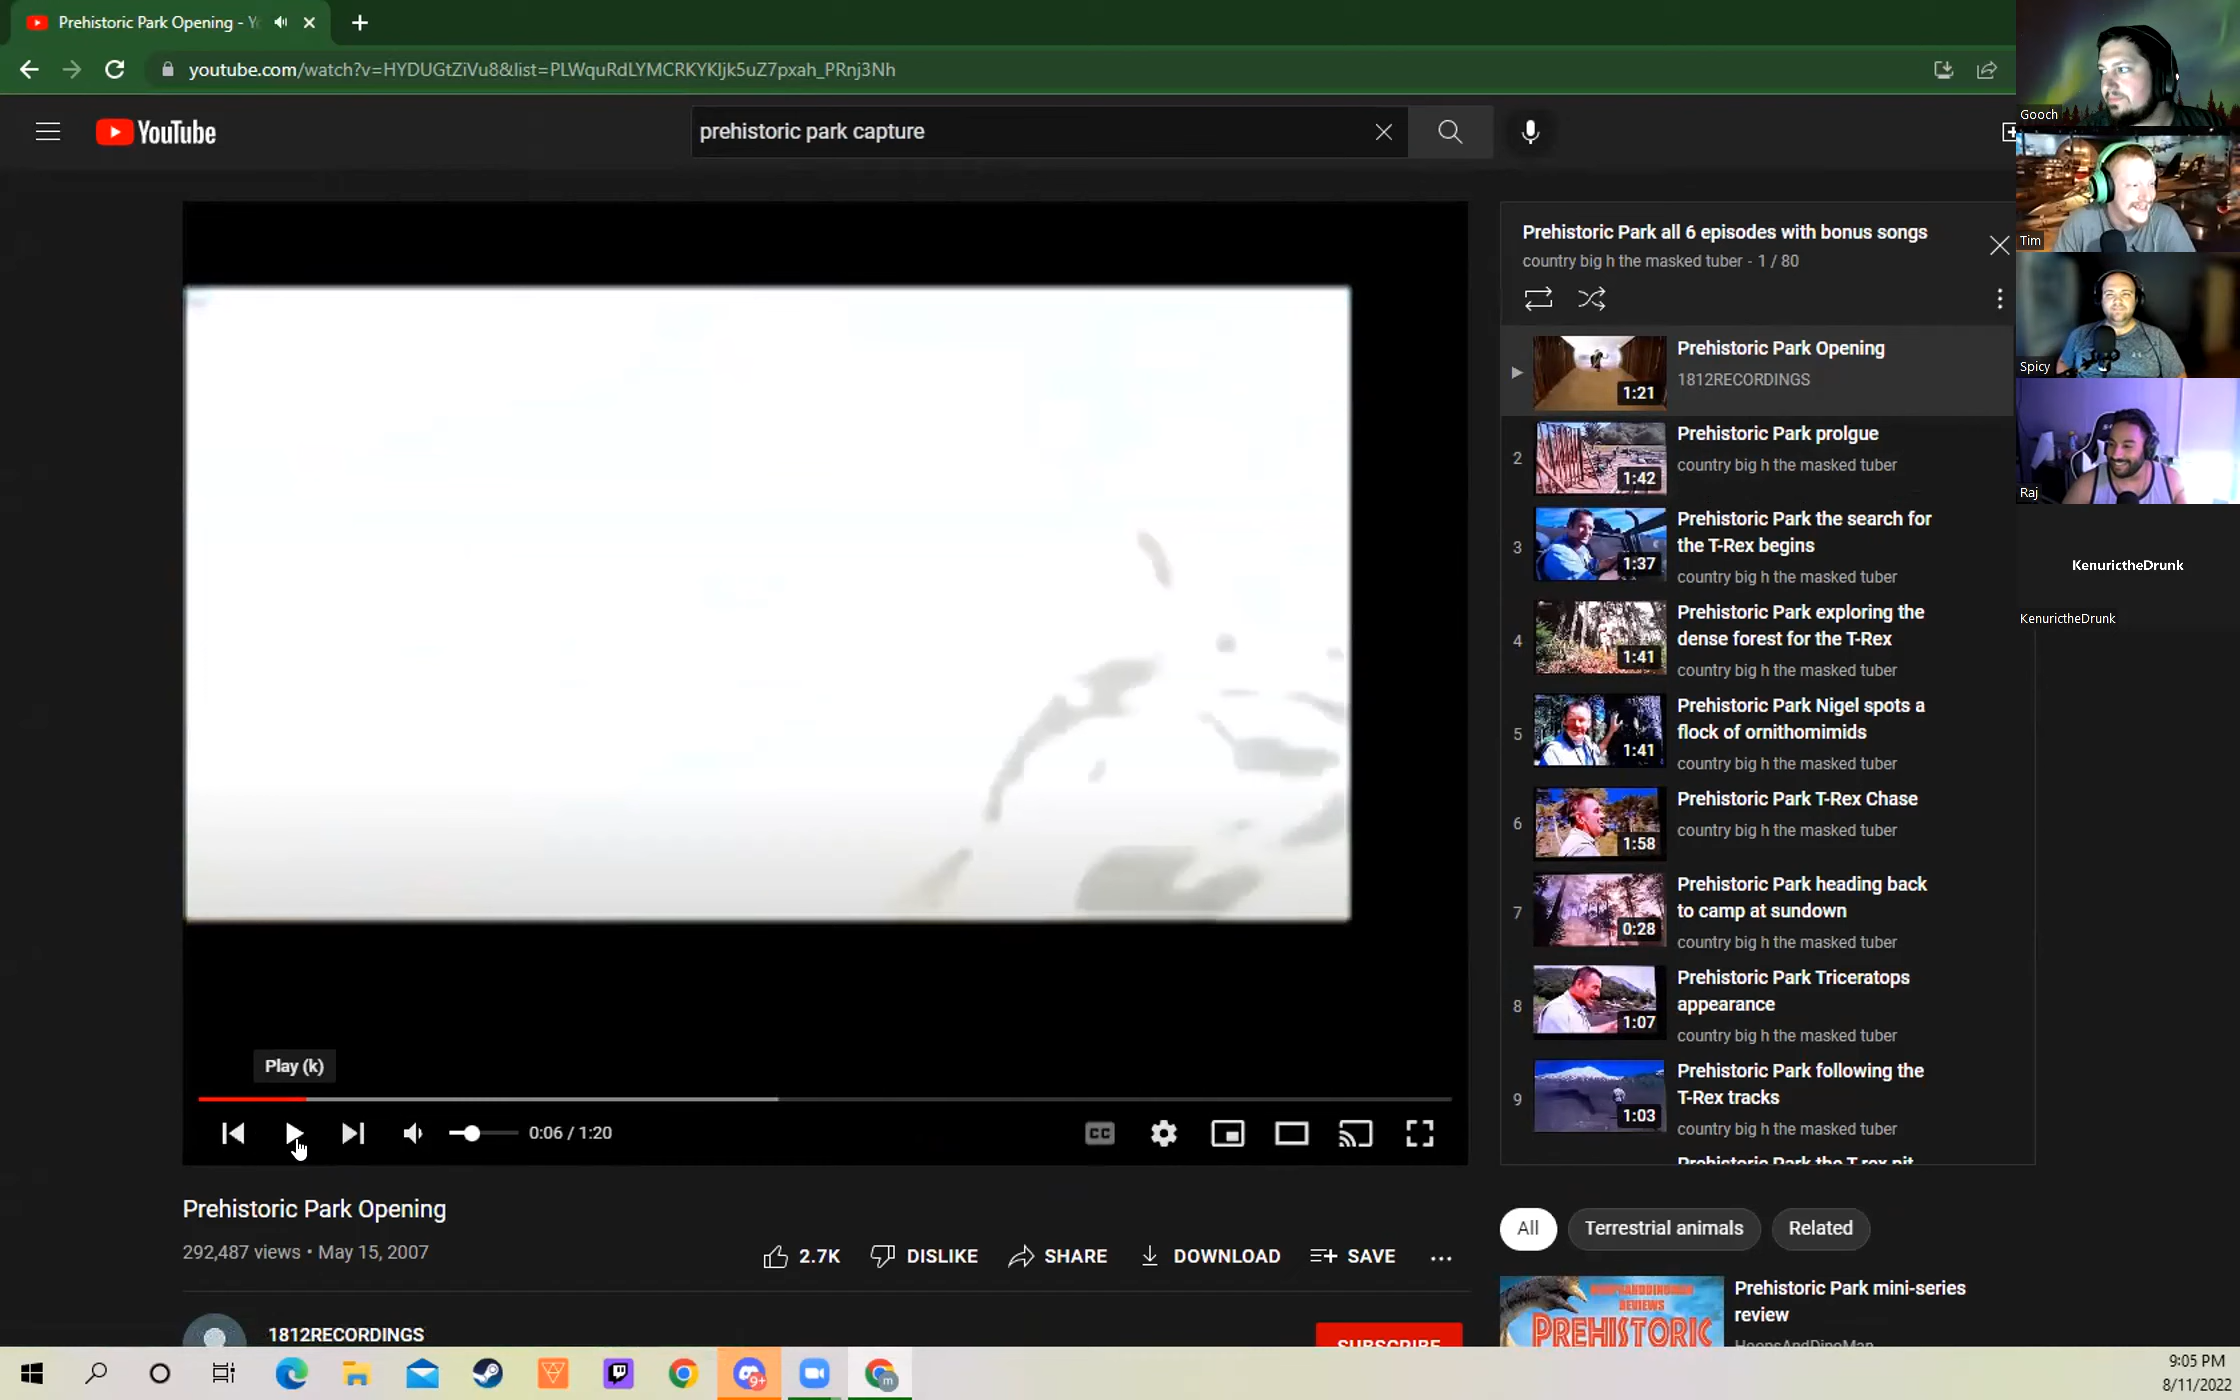 Prehistoric Park Opening - Y
youtube.com/watch?v=HYDUGtZiVu8&list=PLWquRdLYMCRKYKljk5uZ7pxah_PRnj3Nh
YouTube
prehistoric park capture
Gooch
Tim
Spicy
Raj
KenurictheDrunk
KenurictheDrunk
Prehistoric Park all 6 episodes with bonus songs
country big h the masked tuber - 1 / 80
Prehistoric Park Opening
1812RECORDINGS
1:21
2
Prehistoric Park prolgue
country big h the masked tuber
1:42
3
Prehistoric Park the search for
the T-Rex begins
country big h the masked tuber
1:37
4
Prehistoric Park exploring the
dense forest for the T-Rex
country big h the masked tuber
1:41
5
Prehistoric Park Nigel spots a
flock of ornithomimids
country big h the masked tuber
1:41
6
Prehistoric Park T-Rex Chase
country big h the masked tuber
1:58
7
Prehistoric Park heading back
to camp at sundown
country big h the masked tuber
0:28
8
Prehistoric Park Triceratops
appearance
country big h the masked tuber
1:07
9
Prehistoric Park following the
T-Rex tracks
country big h the masked tuber
1:03
Prehistoric Park the T rex pit
Play (k)
0:06 / 1:20
CC
Prehistoric Park Opening
292,487 views • May 15, 2007
2.7K
DISLIKE
SHARE
DOWNLOAD
SAVE
1812RECORDINGS
SUBSCRIBE
All
Terrestrial animals
Related
REVIEWS
PREHISTORIC
Prehistoric Park mini-series
review
HoopsAndDinoMan
9+
m
9:05 PM
8/11/2022